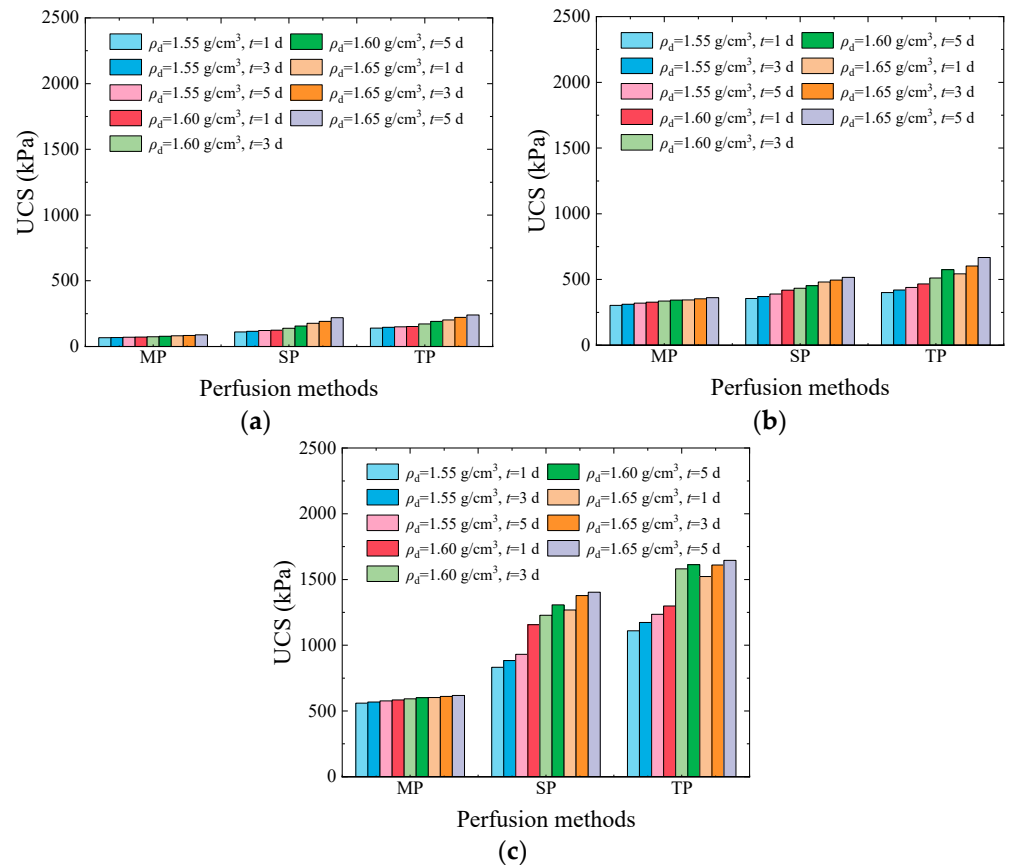 (a)
2500
2000
1500
1000
500
0
UCS (kPa)
ρd=1.55 g/cm³, t=1 d
ρd=1.55 g/cm³, t=3 d
ρd=1.55 g/cm³, t=5 d
ρd=1.60 g/cm³, t=1 d
ρd=1.60 g/cm³, t=3 d
ρd=1.60 g/cm³, t=5 d
ρd=1.65 g/cm³, t=1 d
ρd=1.65 g/cm³, t=3 d
ρd=1.65 g/cm³, t=5 d
MP SP TP
Perfusion methods
(b)
2500
2000
1500
1000
500
0
UCS (kPa)
ρd=1.55 g/cm³, t=1 d
ρd=1.55 g/cm³, t=3 d
ρd=1.55 g/cm³, t=5 d
ρd=1.60 g/cm³, t=1 d
ρd=1.60 g/cm³, t=3 d
ρd=1.60 g/cm³, t=5 d
ρd=1.65 g/cm³, t=1 d
ρd=1.65 g/cm³, t=3 d
ρd=1.65 g/cm³, t=5 d
MP SP TP
Perfusion methods
(c)
2500
2000
1500
1000
500
0
UCS (kPa)
ρd=1.55 g/cm³, t=1 d
ρd=1.55 g/cm³, t=3 d
ρd=1.55 g/cm³, t=5 d
ρd=1.60 g/cm³, t=1 d
ρd=1.60 g/cm³, t=3 d
ρd=1.60 g/cm³, t=5 d
ρd=1.65 g/cm³, t=1 d
ρd=1.65 g/cm³, t=3 d
ρd=1.65 g/cm³, t=5 d
MP SP TP
Perfusion methods